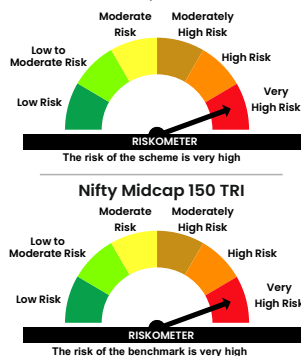 Moderate Risk
Moderately High Risk
Low to Moderate Risk
High Risk
Low Risk
Very High Risk
RISKOMETER
The risk of the scheme is very high
Nifty Midcap 150 TRI
Moderate Risk
Moderately High Risk
Low to Moderate Risk
High Risk
Low Risk
Very High Risk
RISKOMETER
The risk of the benchmark is very high